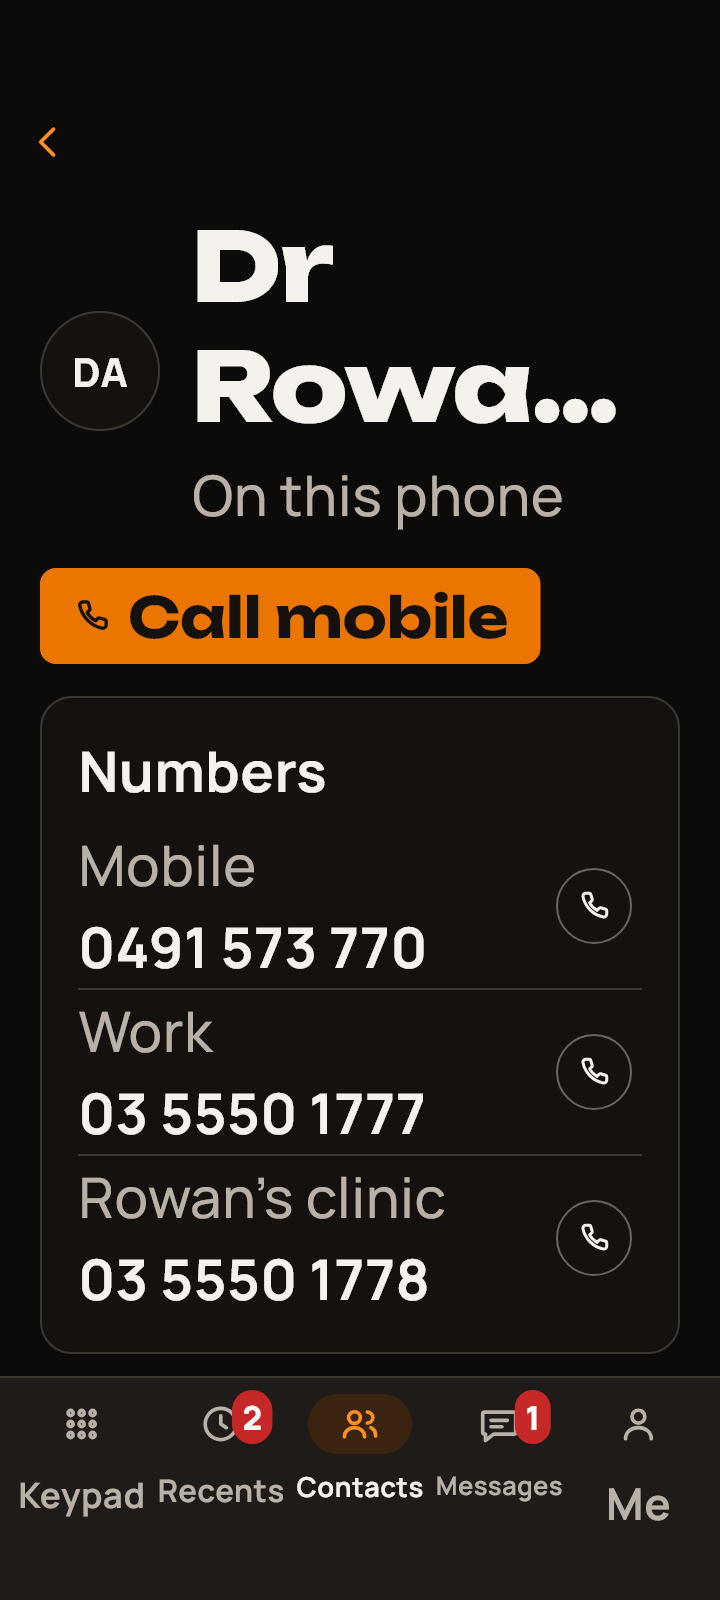 Dr
Rowa...
DA
On this phone
Call mobile
Numbers
Mobile
0491 573 770
Work
03 5550 1777
Rowan’s clinic
03 5550 1778
2
1
Keypad
Recents
Contacts
Messages
Me